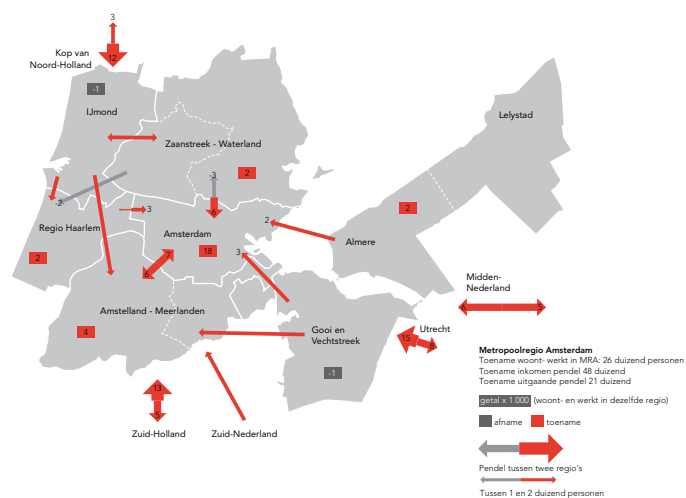 3
Kop van
Noord-Holland
12
-1
IJmond
Lelystad
Zaanstreek - Waterland
2
-3
-2
3
6
2
2
Regio Haarlem
Amsterdam
18
Almere
2
7
3
6
Midden-
Nederland
6
5
Amstelland - Meerlanden
4
Gooi en
Vechtstreek
Utrecht
15
8
-1
13
5
Zuid-Holland
Zuid-Nederland
Metropoolregio Amsterdam
Toename woont- werkt in MRA: 26 duizend personen
Toename inkomen pendel 48 duizend
Toename uitgaande pendel 21 duizend
getal x 1.000 (woont- en werkt in dezelfde regio)
afname toename
Pendel tussen twee regio's
Tussen 1 en 2 duizend personen